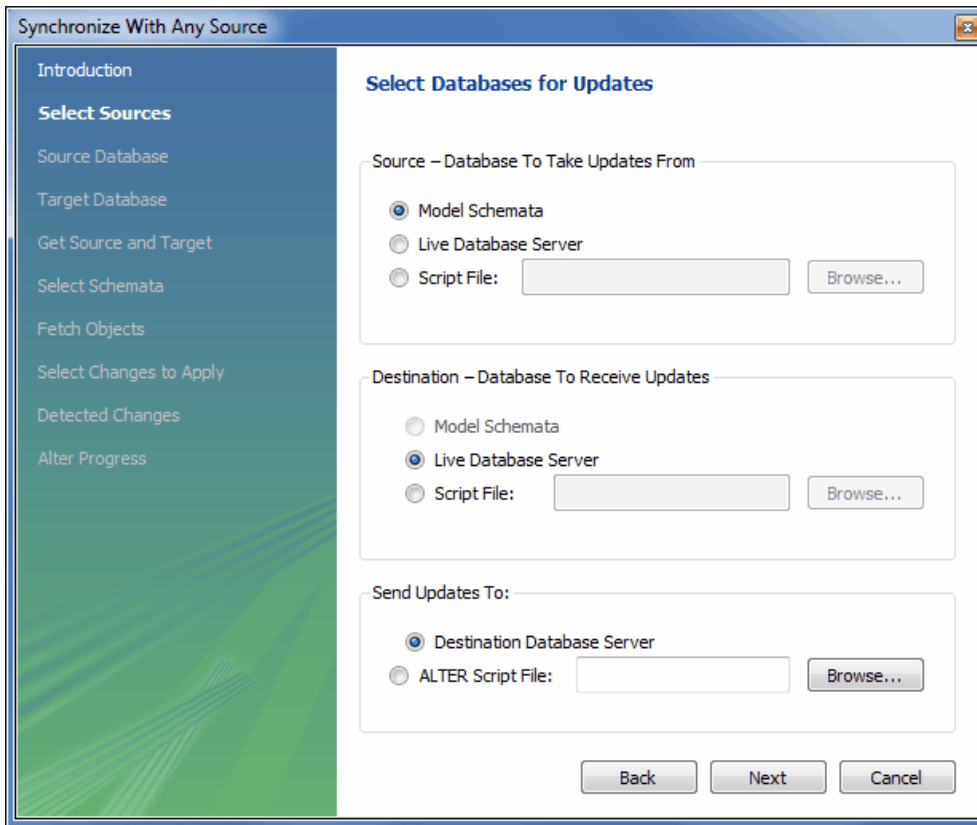 Synchronize With Any Source
Introduction
Select Sources
Source Database
Target Database
Get Source and Target
Select Schemata
Fetch Objects
Select Changes to Apply
Detected Changes
Alter Progress
Select Databases for Updates
Source – Database To Take Updates From
Model Schemata
Live Database Server
Script File: Browse...
Destination – Database To Receive Updates
Model Schemata
Live Database Server
Script File: Browse...
Send Updates To:
Destination Database Server
ALTER Script File: Browse...
Back Next Cancel